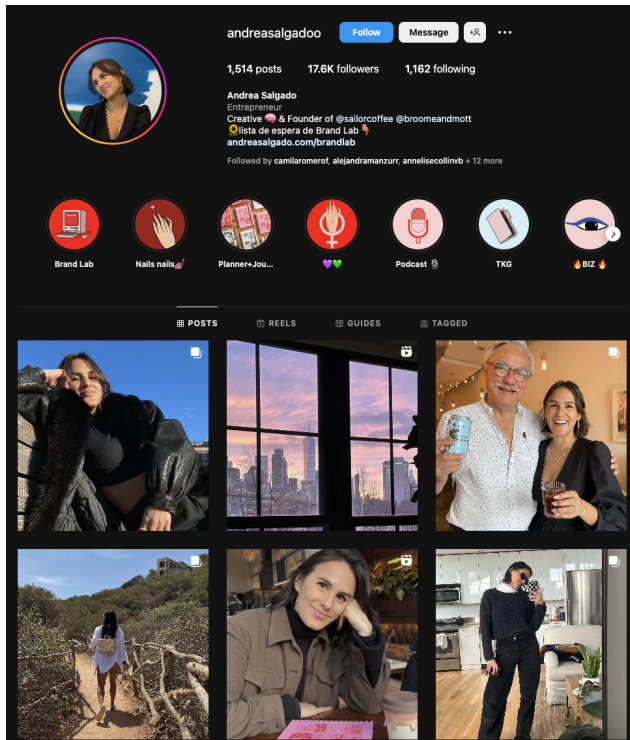 andreasalgadoo Follow Message
1,514 posts 17.6K followers 1,162 following
Andrea Salgado
Entrepreneur
Creative 🧠 & Founder of @sailorcoffee @broomeandmott
🌻lista de espera de Brand Lab 👇🏽
andreasalgado.com/brandlab
Followed by camilaromerof, alejandramanzurr, annelisecollinvb + 12 more
Brand Lab Nails nails💅🏽 Planner+Jou... 💜💚 Podcast 🎙️ TKG 🔥BIZ 🔥
POSTS REELS GUIDES TAGGED